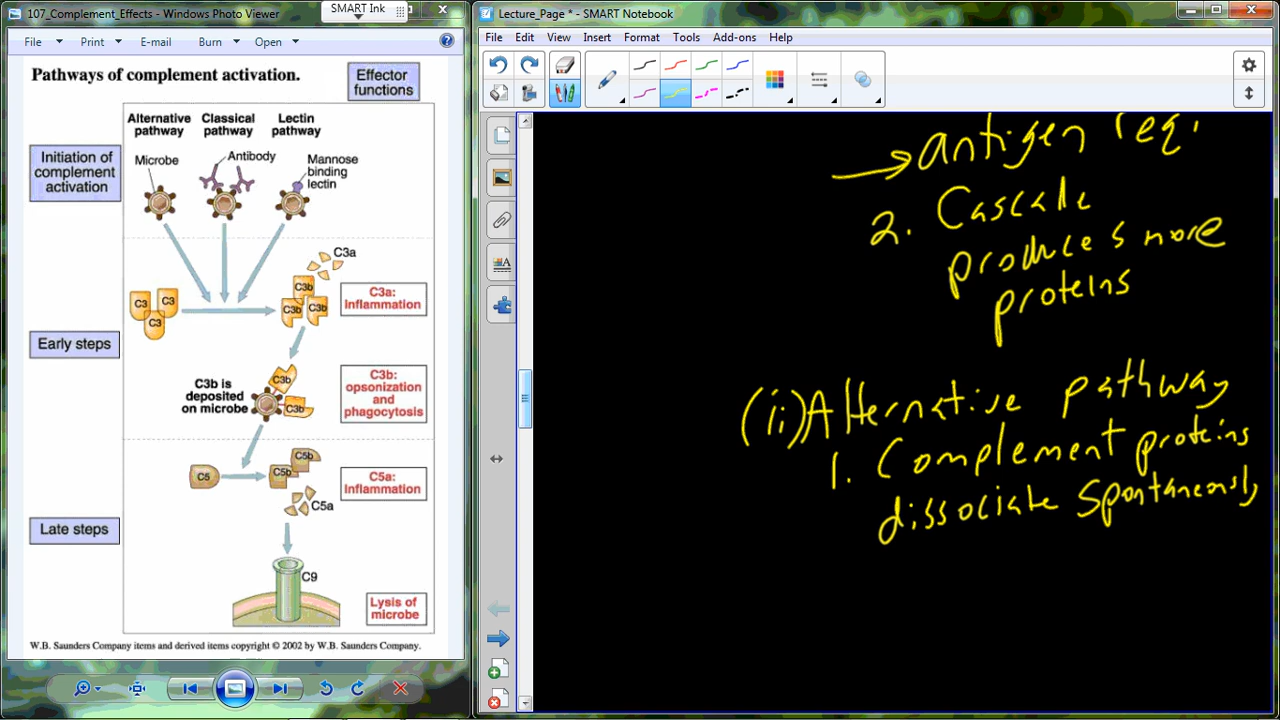 107_Complement_Effects - Windows Photo Viewer
SMART Ink
File Print E-mail Burn Open
Pathways of complement activation.
Effector
functions
Alternative
pathway
Classical
pathway
Lectin
pathway
Initiation of
complement
activation
Microbe
Antibody
Mannose
binding
lectin
C3a
C3 C3
C3
C3b
C3b C3b
C3a:
Inflammation
Early steps
C3b is
deposited
on microbe
C3b
C3b
C3b:
opsonization
and
phagocytosis
C5
C5b
C5b
C5a
C5a:
Inflammation
Late steps
C9
Lysis of
microbe
W.B. Saunders Company items and derived items copyright © 2002 by W.B. Saunders Company.
Lecture_Page * - SMART Notebook
File Edit View Insert Format Tools Add-ons Help
→ antigen req.
2. Cascade
produces more
proteins
(ii) Alternative pathway
1. Complement proteins
dissociate spontaneously